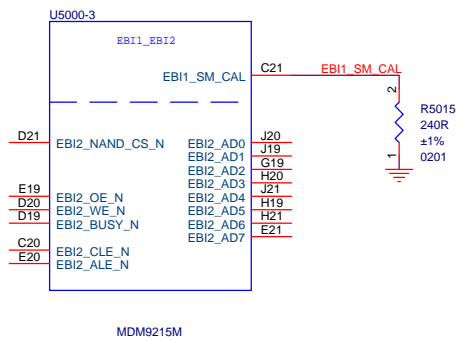 U5000-3
EBI1_EBI2
EBI1_SM_CAL C21 EBI1_SM_CAL
2
R5015
240R
±1%
0201
1
D21 EBI2_NAND_CS_N EBI2_AD0 J20
EBI2_AD1 J19
EBI2_AD2 G19
EBI2_AD3 H20
E19 EBI2_OE_N EBI2_AD4 J21
D20 EBI2_WE_N EBI2_AD5 H19
D19 EBI2_BUSY_N EBI2_AD6 H21
EBI2_AD7 E21
C20 EBI2_CLE_N
E20 EBI2_ALE_N
MDM9215M